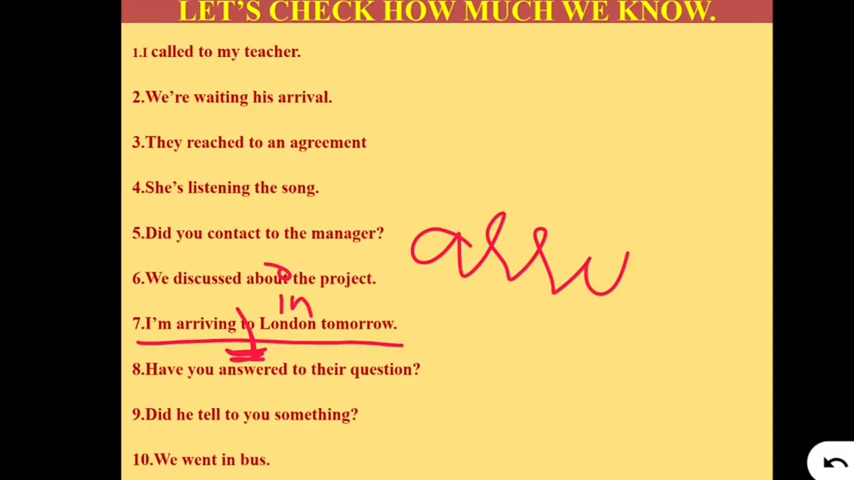 LET'S CHECK HOW MUCH WE KNOW.
1.I called to my teacher.
2.We're waiting his arrival.
3.They reached to an agreement
4.She's listening the song.
5.Did you contact to the manager?
6.We discussed about the project.
in
7.I'm arriving to London tomorrow.
8.Have you answered to their question?
9.Did he tell to you something?
10.We went in bus.